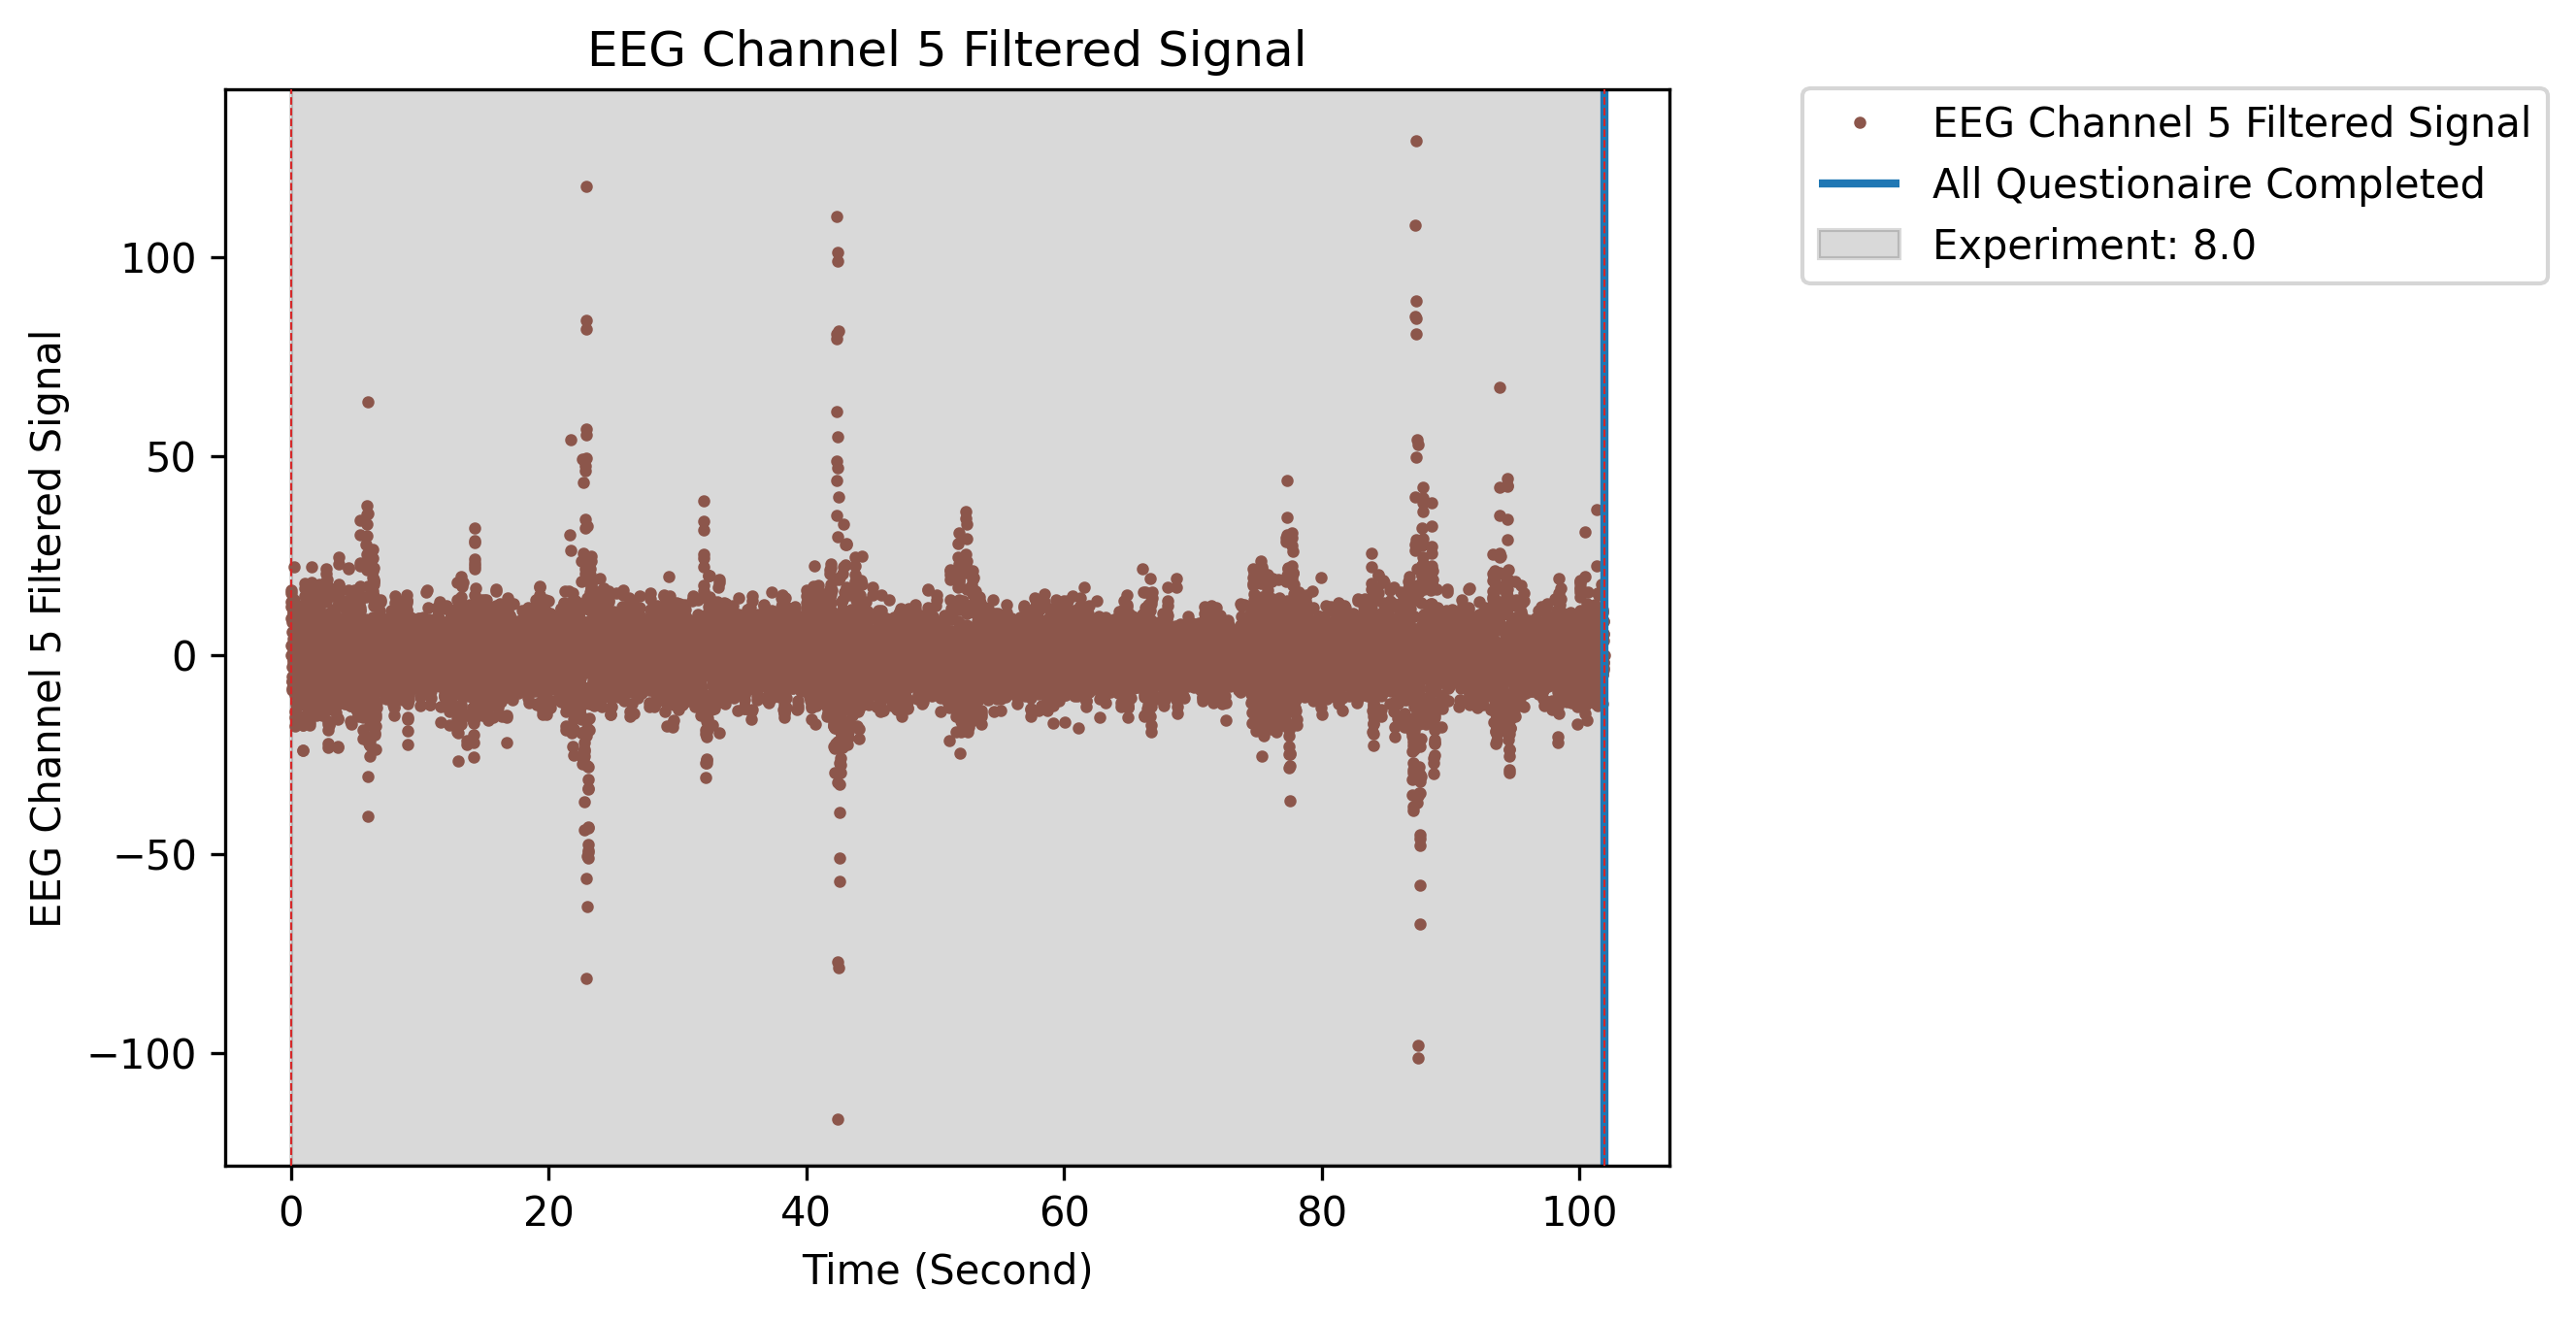 EEG Channel 5 Filtered Signal
EEG Channel 5 Filtered Signal
All Questionaire Completed
Experiment: 8.0
EEG Channel 5 Filtered Signal
100
50
0
−50
−100
0 20 40 60 80 100
Time (Second)